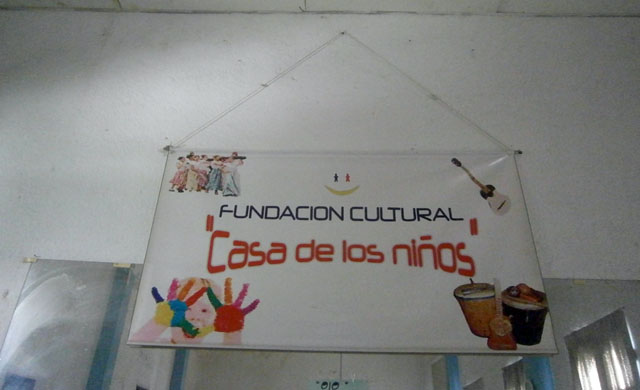 FUNDACION CULTURAL
"Casa de los niños"